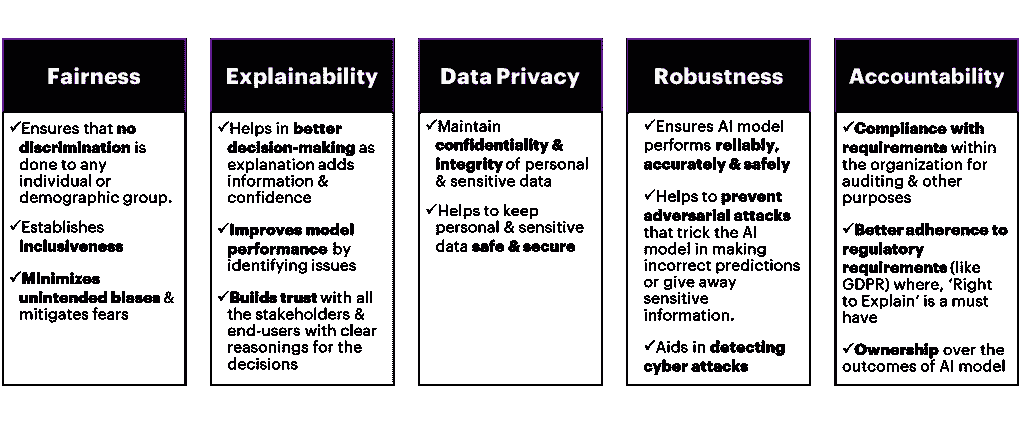 Fairness
✓Ensures that no
discrimination is
done to any
individual or
demographic group.
✓Establishes
inclusiveness
✓Minimizes
unintended biases &
mitigates fears
Explainability
✓Helps in better
decision-making as
explanation adds
information &
confidence
✓Improves model
performance by
identifying issues
✓Builds trust with all
the stakeholders &
end-users with clear
reasonings for the
decisions
Data Privacy
✓Maintain
confidentiality &
integrity of personal
& sensitive data
✓Helps to keep
personal & sensitive
data safe & secure
Robustness
✓Ensures AI model
performs reliably,
accurately & safely
✓Helps to prevent
adversarial attacks
that trick the AI
model in making
incorrect predictions
or give away
sensitive
information.
✓Aids in detecting
cyber attacks
Accountability
✓Compliance with
requirements within
the organization for
auditing & other
purposes
✓Better adherence to
regulatory
requirements (like
GDPR) where, ‘Right
to Explain’ is a must
have
✓Ownership over the
outcomes of AI model